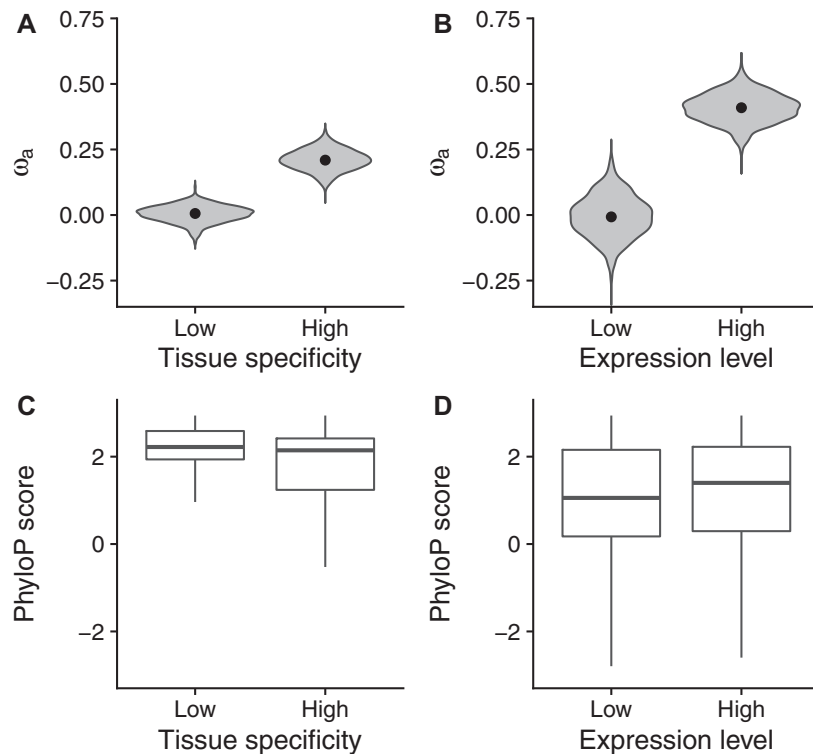 A
B
0.75
0.50
0.25
0.00
−0.25
ωa
Low
High
Tissue specificity
0.75
0.50
0.25
0.00
−0.25
ωa
Low
High
Expression level
C
D
2
0
−2
PhyloP score
Low
High
Tissue specificity
2
0
−2
PhyloP score
Low
High
Expression level